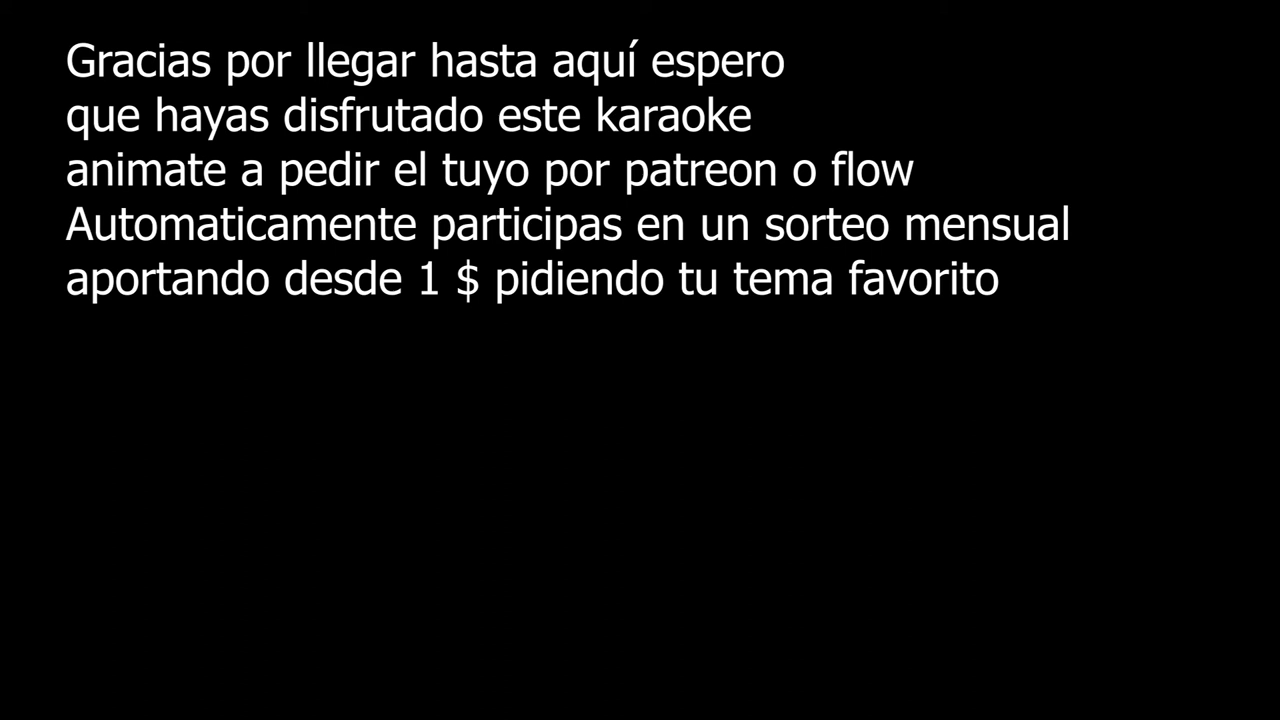 Gracias por llegar hasta aquí espero
que hayas disfrutado este karaoke
animate a pedir el tuyo por patreon o flow
Automaticamente participas en un sorteo mensual
aportando desde 1 $ pidiendo tu tema favorito